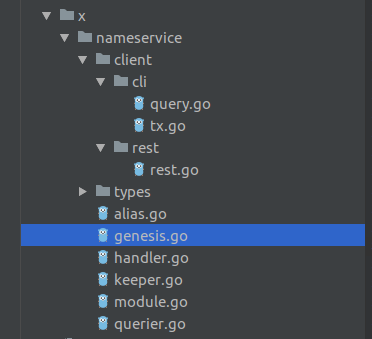 x
nameservice
client
cli
query.go
tx.go
rest
rest.go
types
alias.go
genesis.go
handler.go
keeper.go
module.go
querier.go